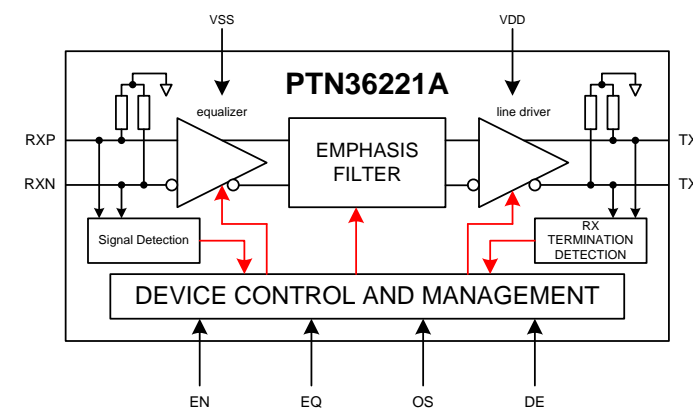 VSS
VDD
PTN36221A
equalizer
line driver
RXP
EMPHASIS
FILTER
TX
RXN
TX
Signal Detection
RX
TERMINATION
DETECTION
DEVICE CONTROL AND MANAGEMENT
EN
EQ
OS
DE